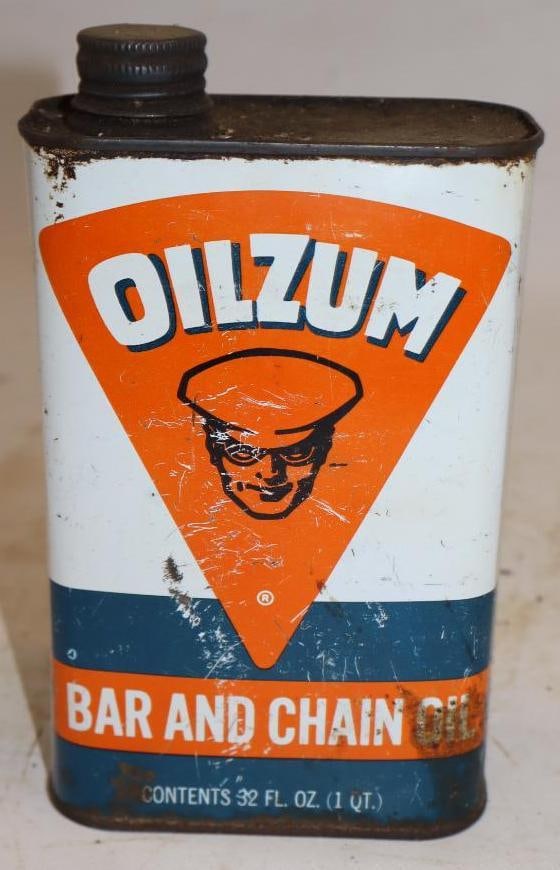 OILZUM
®
BAR AND CHAIN OIL
CONTENTS 32 FL. OZ. (1 QT.)